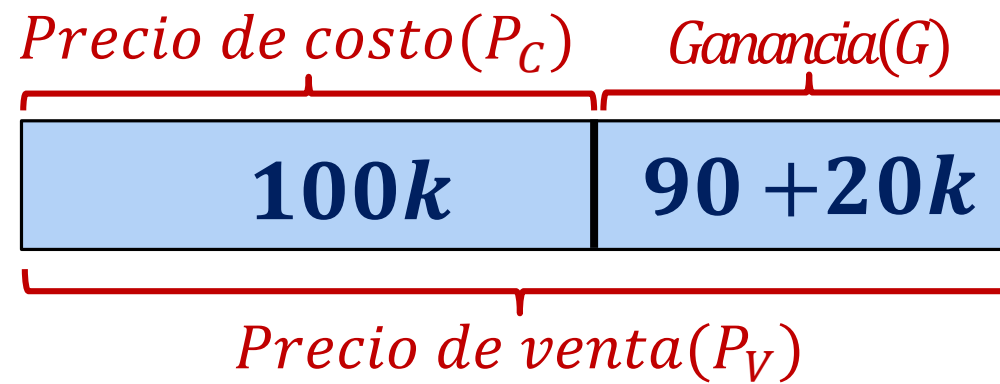 Precio de costo(P_C) Ganancia(G)
100k 90 +20k
Precio de venta(P_V)